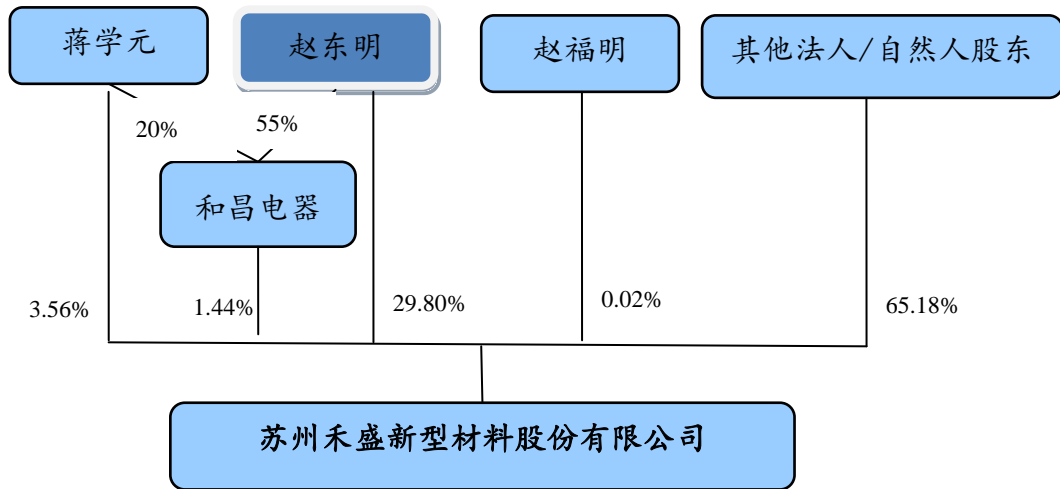 蒋学元
赵东明
赵福明
其他法人/自然人股东
20%
55%
和昌电器
3.56%
1.44%
29.80%
0.02%
65.18%
苏州禾盛新型材料股份有限公司